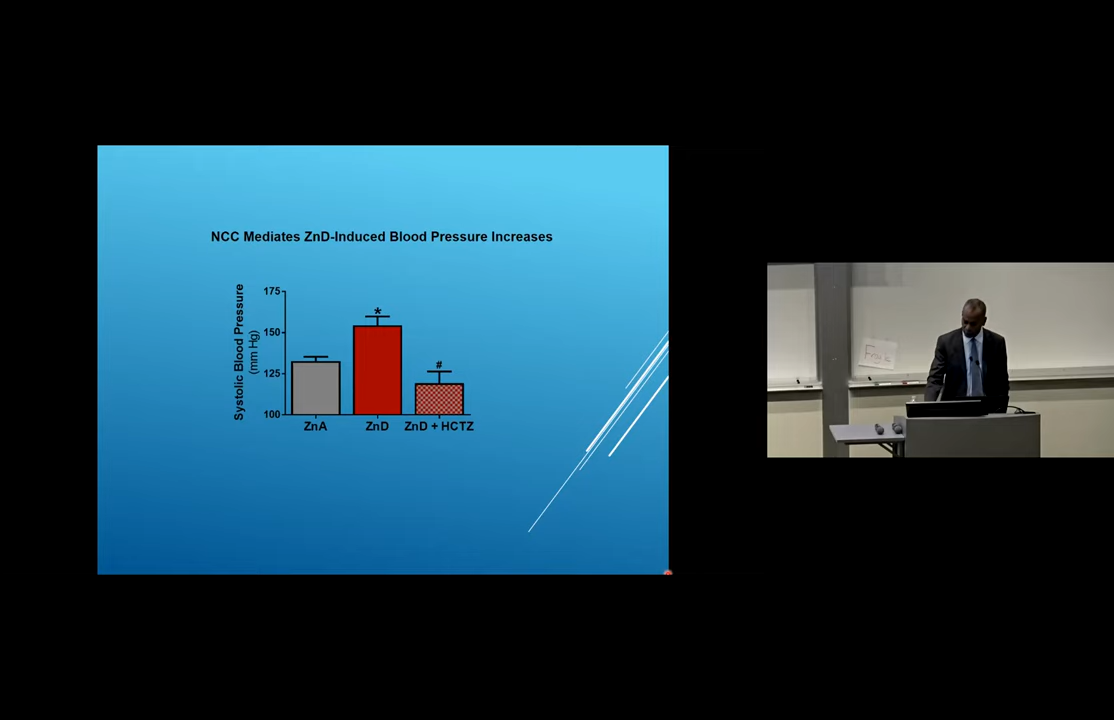 NCC Mediates ZnD-Induced Blood Pressure Increases
Systolic Blood Pressure
(mm Hg)
175
150
125
100
*
#
ZnA
ZnD
ZnD + HCTZ